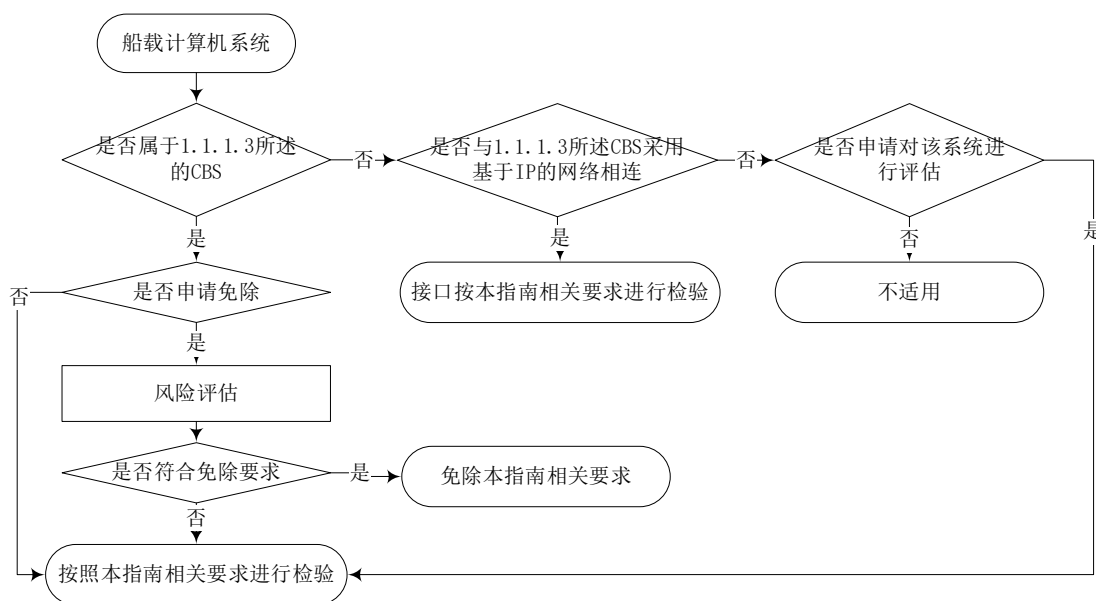 船载计算机系统
是否属于1.1.1.3所述
的CBS
否
是否与1.1.1.3所述CBS采用
基于IP的网络相连
否
是否申请对该系统进
行评估
是
是
是
否
否
是否申请免除
接口按本指南相关要求进行检验
不适用
是
风险评估
是否符合免除要求
是
免除本指南相关要求
否
按照本指南相关要求进行检验